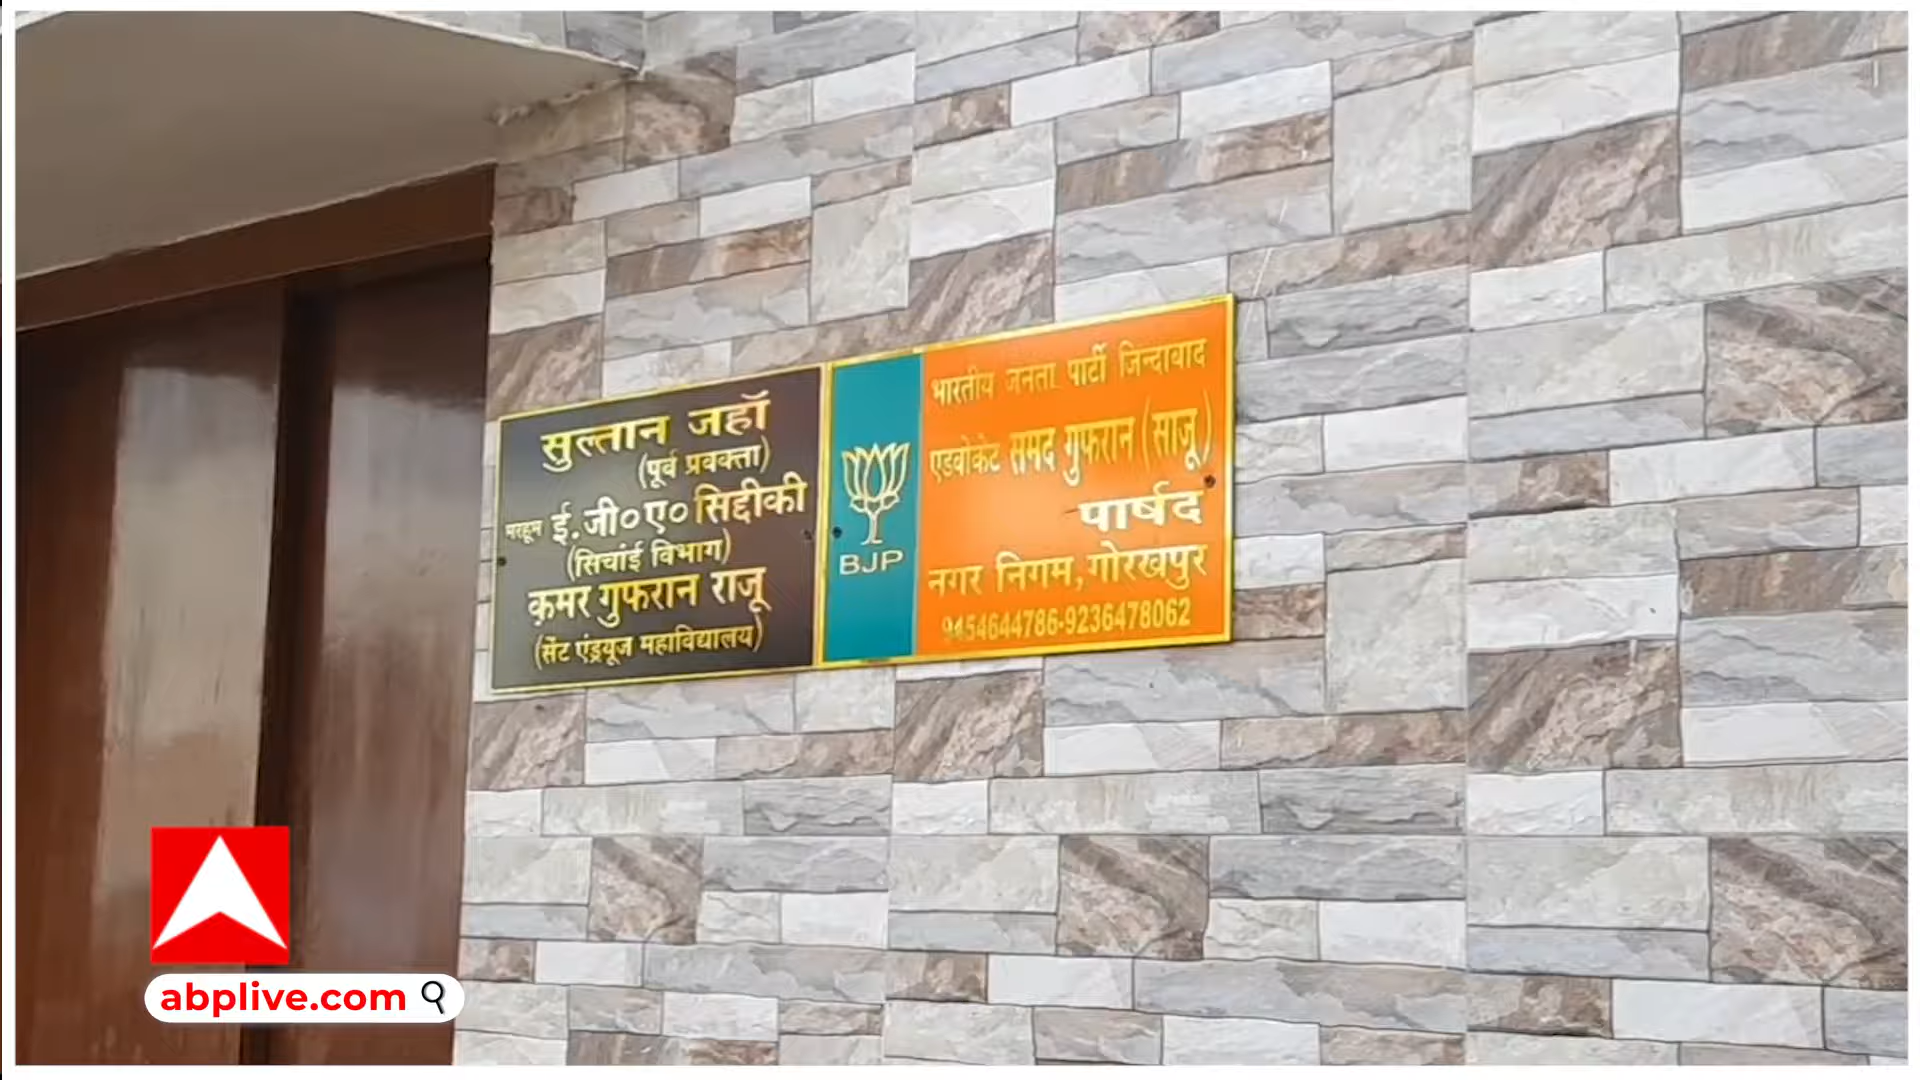 सुल्तान जहाँ
(पूर्व प्रवक्ता)
मरहूम ई.जी०ए० सिद्दीकी
(सिचांई विभाग)
क़मर गुफरान राजू
(सेंट एंड्रयूज महाविद्यालय)
BJP
भारतीय जनता पार्टी जिन्दाबाद
एडवोकेट समद गुफरान (साजू)
पार्षद
नगर निगम, गोरखपुर
9454644786-9236478062
abplive.com